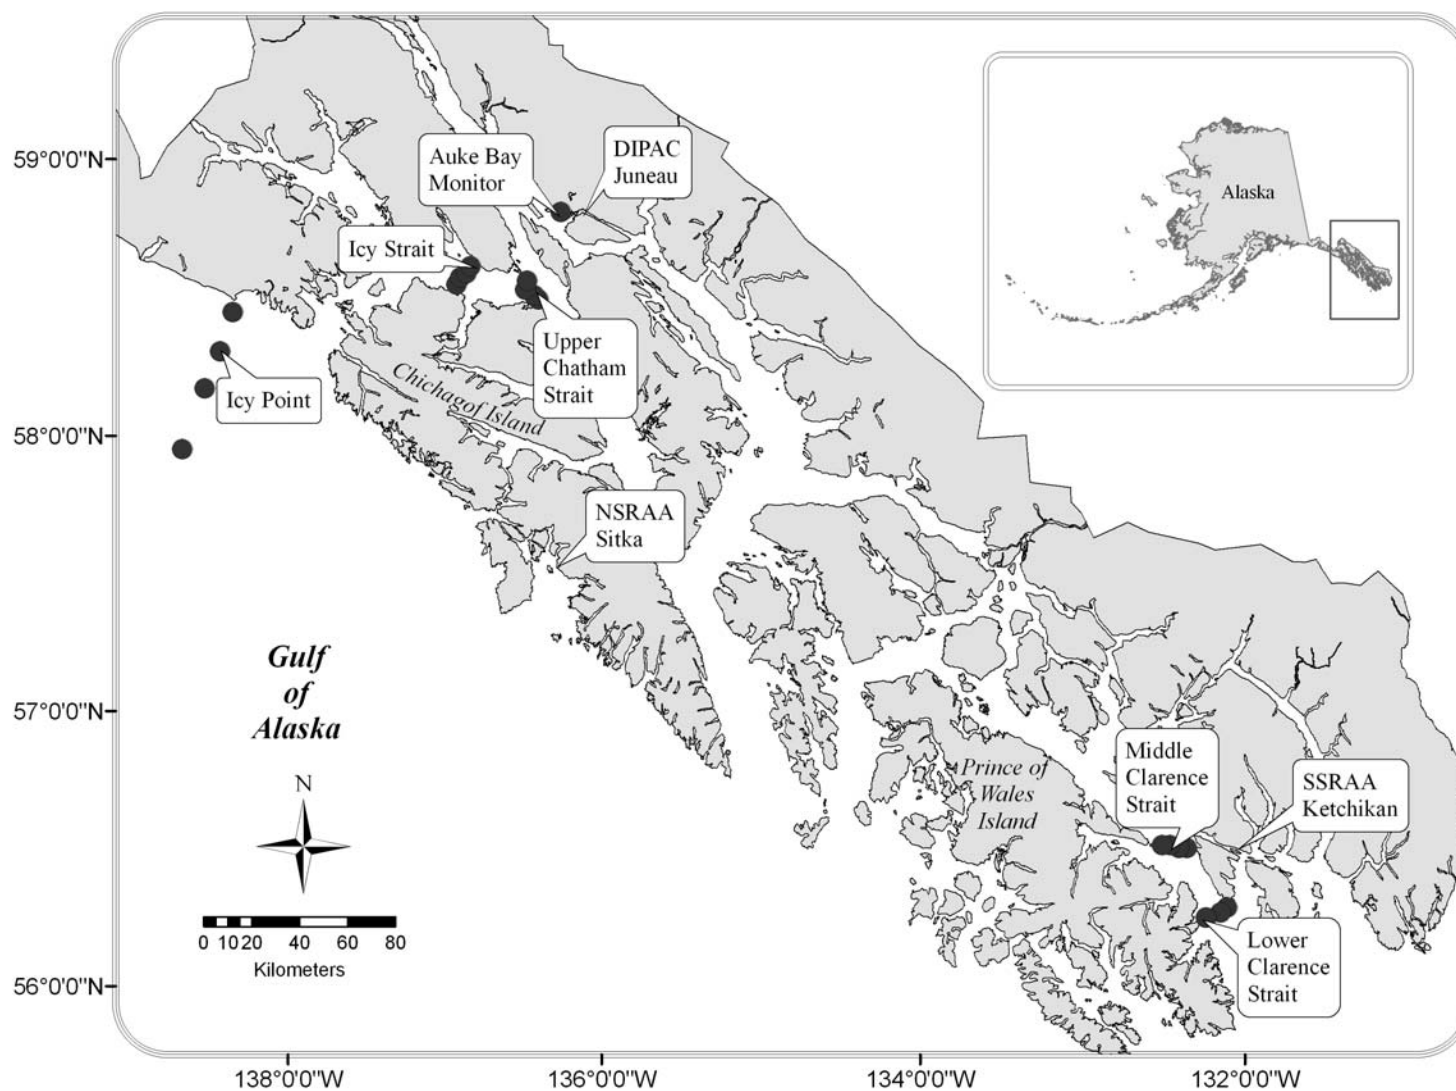 59°0'0"N
58°0'0"N
57°0'0"N
56°0'0"N
Auke Bay
Monitor
DIPAC
Juneau
Icy Strait
Icy Point
Upper
Chatham
Strait
Chichagof Island
NSRAA
Sitka
Alaska
Gulf
of
Alaska
N
0 10 20 40 60 80
Kilometers
Prince of
Wales
Island
Middle
Clarence
Strait
SSRAA
Ketchikan
Lower
Clarence
Strait
138°0'0"W 136°0'0"W 134°0'0"W 132°0'0"W